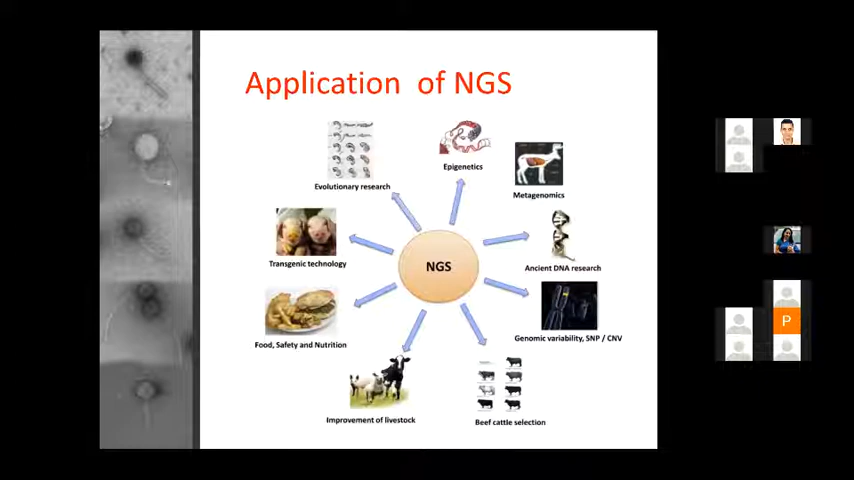 Application of NGS
Epigenetics
Evolutionary research
Metagenomics
NGS
Transgenic technology
Ancient DNA research
Food, Safety and Nutrition
Genomic variability, SNP / CNV
Improvement of livestock
Beef cattle selection
P